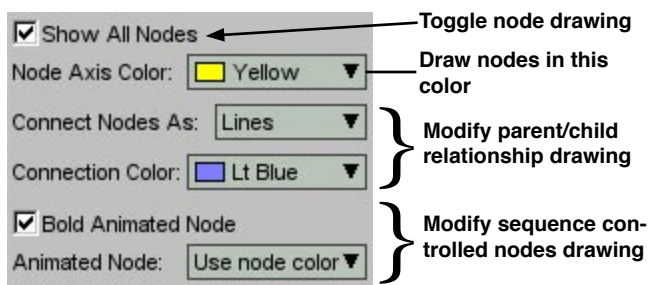 Show All Nodes
Toggle node drawing
Node Axis Color: Yellow
Draw nodes in this
color
Connect Nodes As: Lines
Connection Color: Lt Blue
Modify parent/child
relationship drawing
Bold Animated Node
Animated Node: Use node color
Modify sequence con-
trolled nodes drawing